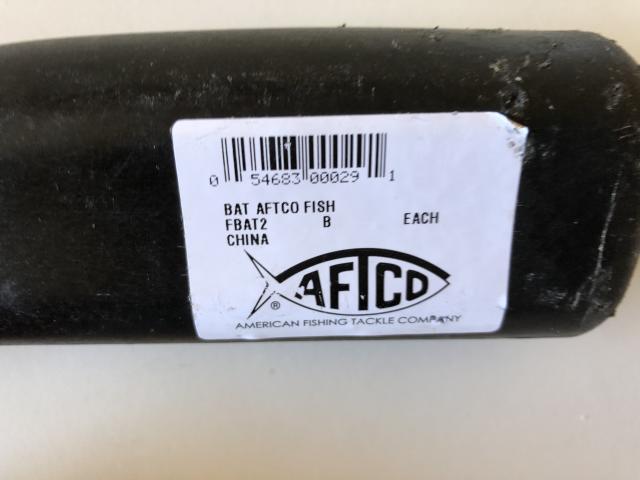 0 54683 00029 1
BAT AFTCO FISH
FBAT2 B EACH
CHINA
AFTCO
®
AMERICAN FISHING TACKLE COMPANY